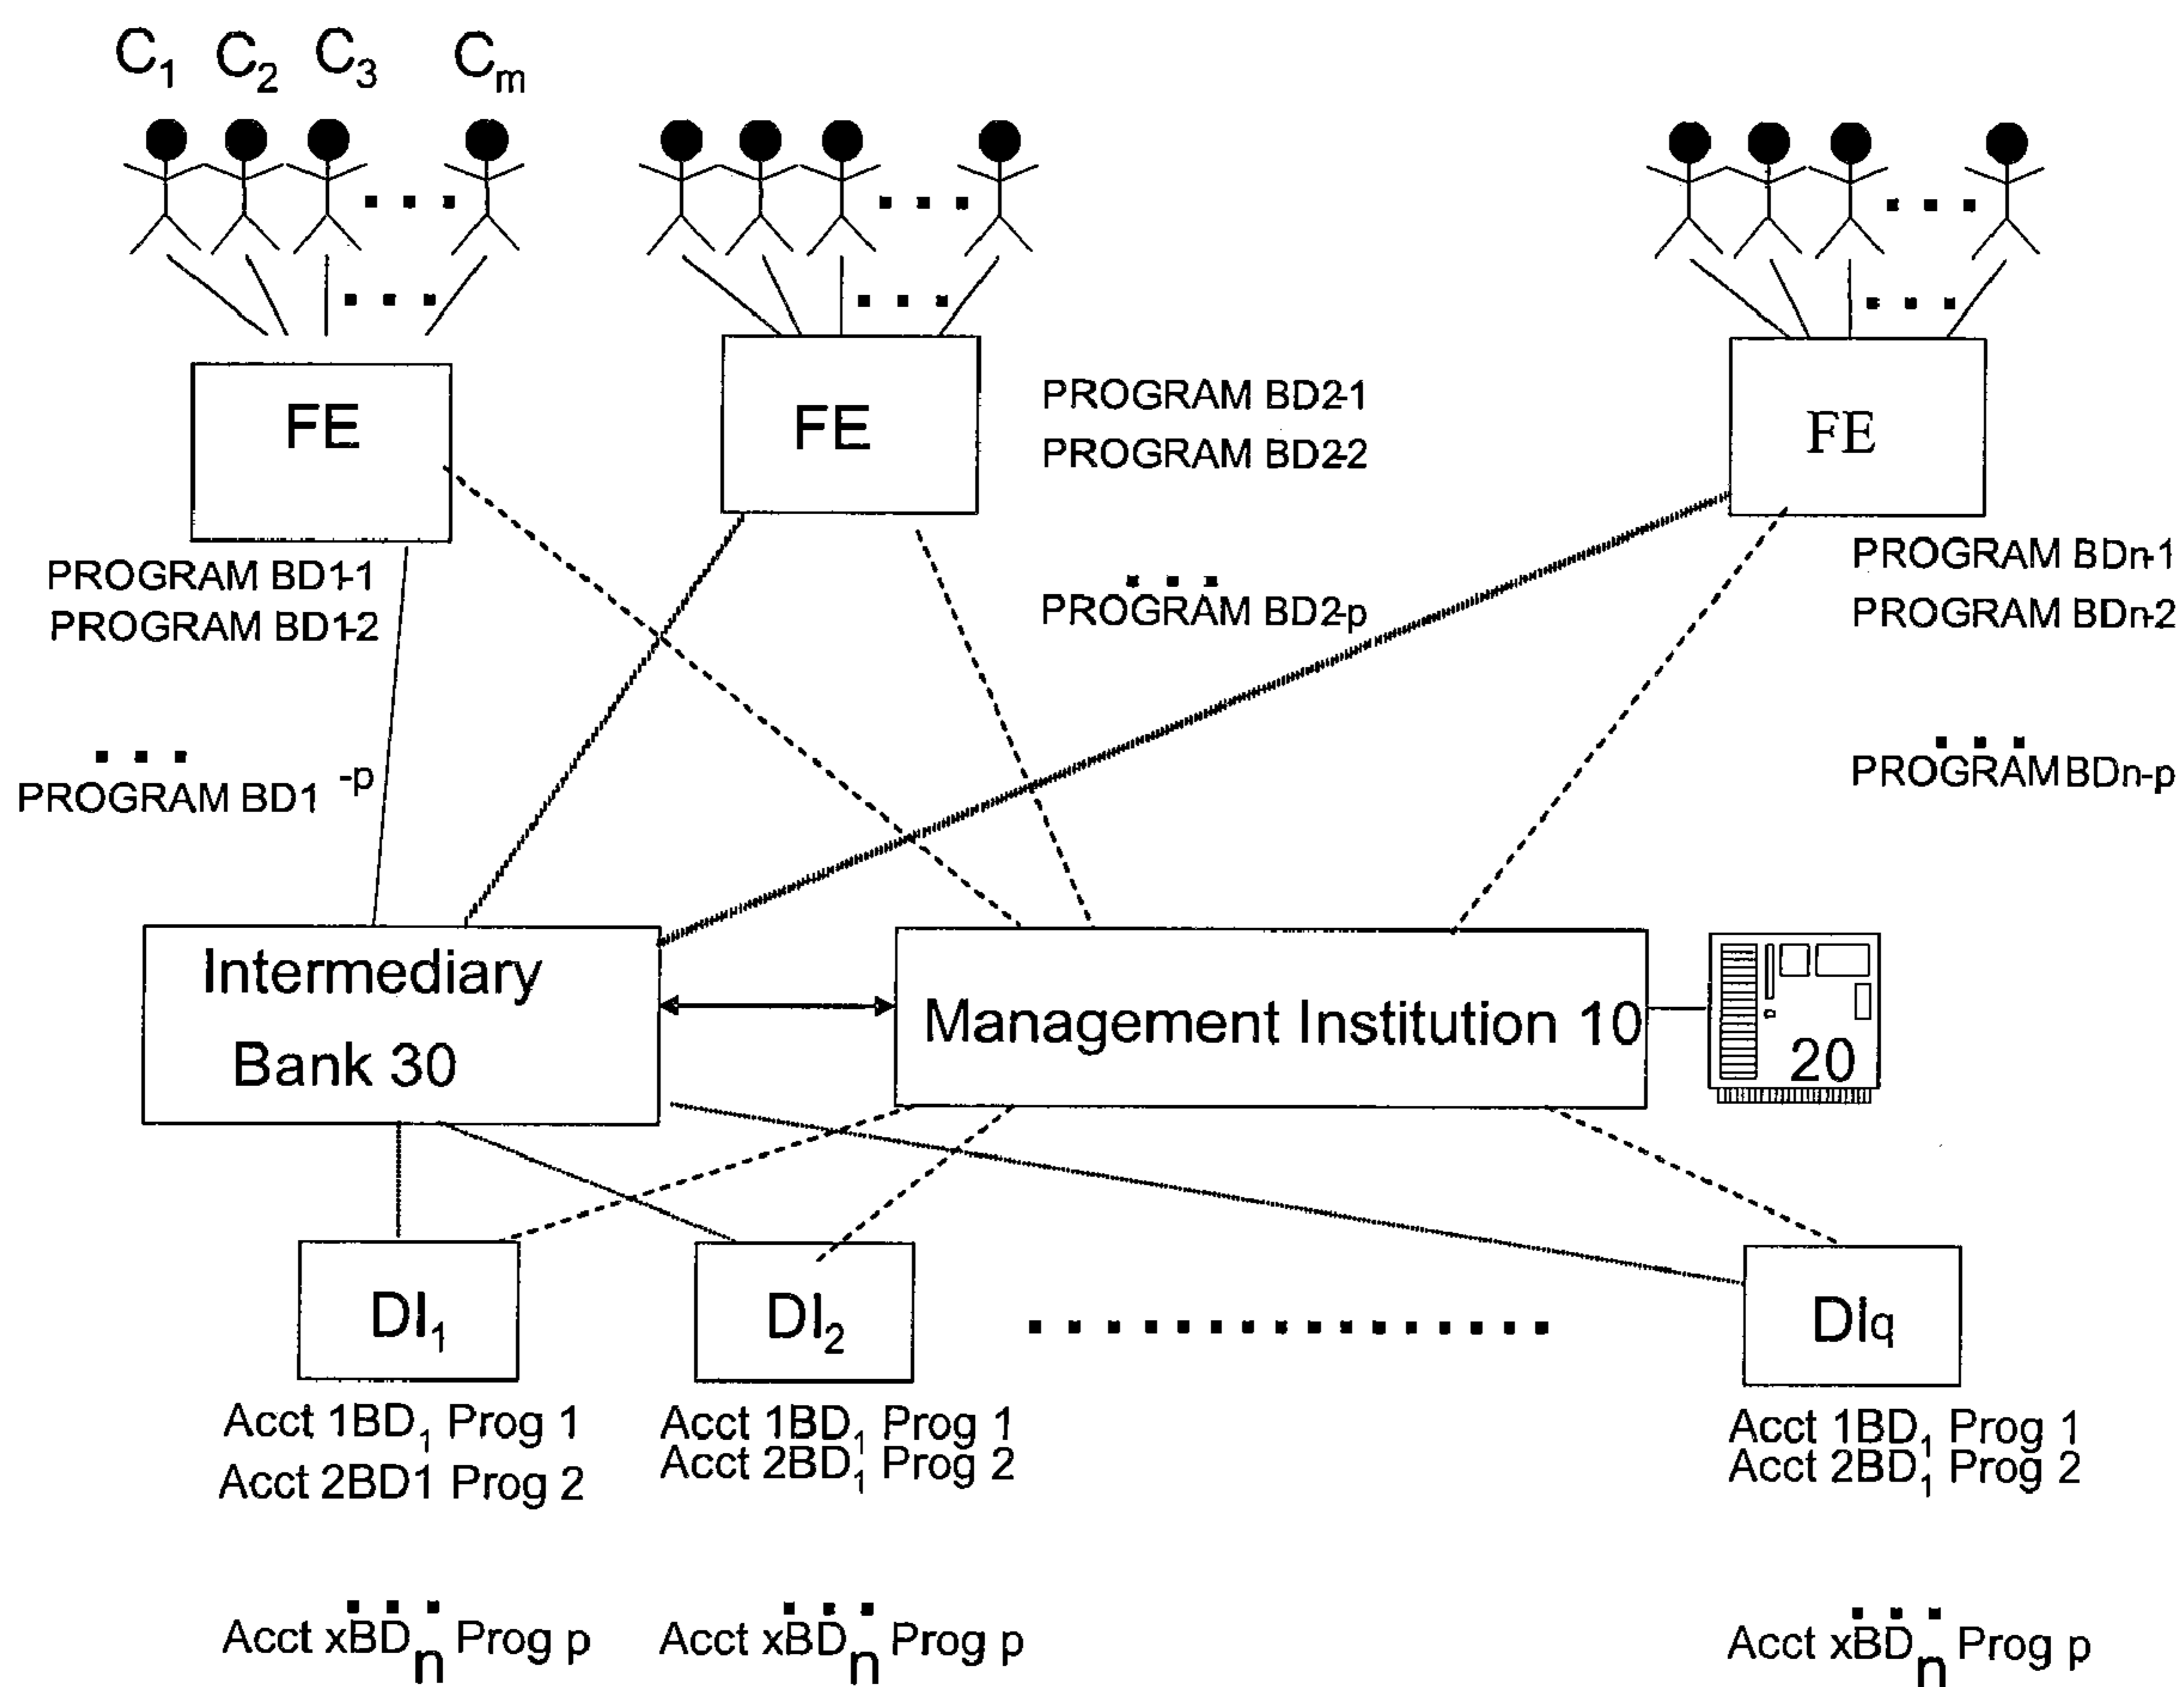 C1 C2 C3 Cm
FE
FE
FE
PROGRAM BD2-1
PROGRAM BD2-2
PROGRAM BD2-p
PROGRAM BD1-1
PROGRAM BD1-2
PROGRAM BD1 -p
PROGRAM BDn-1
PROGRAM BDn-2
PROGRAM BDn-p
Intermediary
Bank 30
Management Institution 10
20
DI1
DI2
DIq
Acct 1BD1 Prog 1
Acct 2BD1 Prog 2
Acct xBDn Prog p
Acct 1BD1 Prog 1
Acct 2BD1 Prog 2
Acct xBDn Prog p
Acct 1BD1 Prog 1
Acct 2BD1 Prog 2
Acct xBDn Prog p